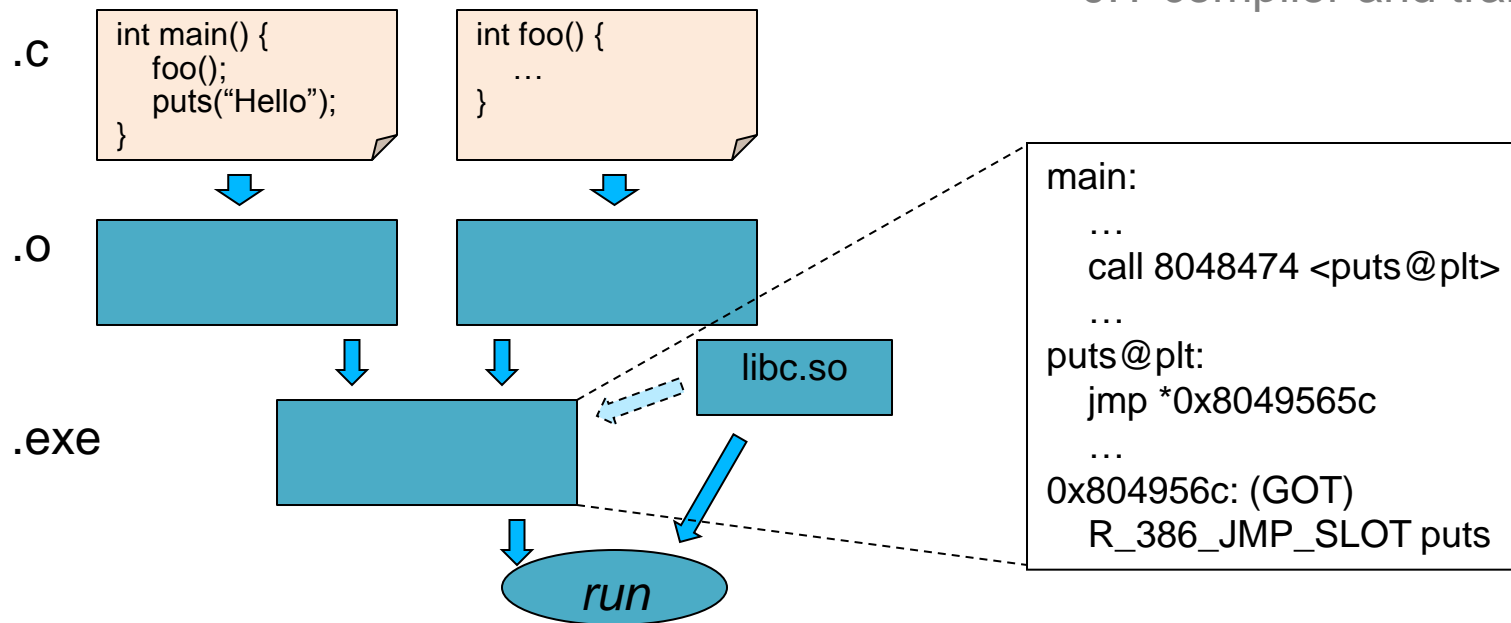 .c
int main() {
foo();
puts(“Hello”);
}
int foo() {
…
}
.o
libc.so
.exe
run
main:
…
call 8048474 <puts@plt>
…
puts@plt:
jmp *0x8049565c
…
0x804956c: (GOT)
R_386_JMP_SLOT puts